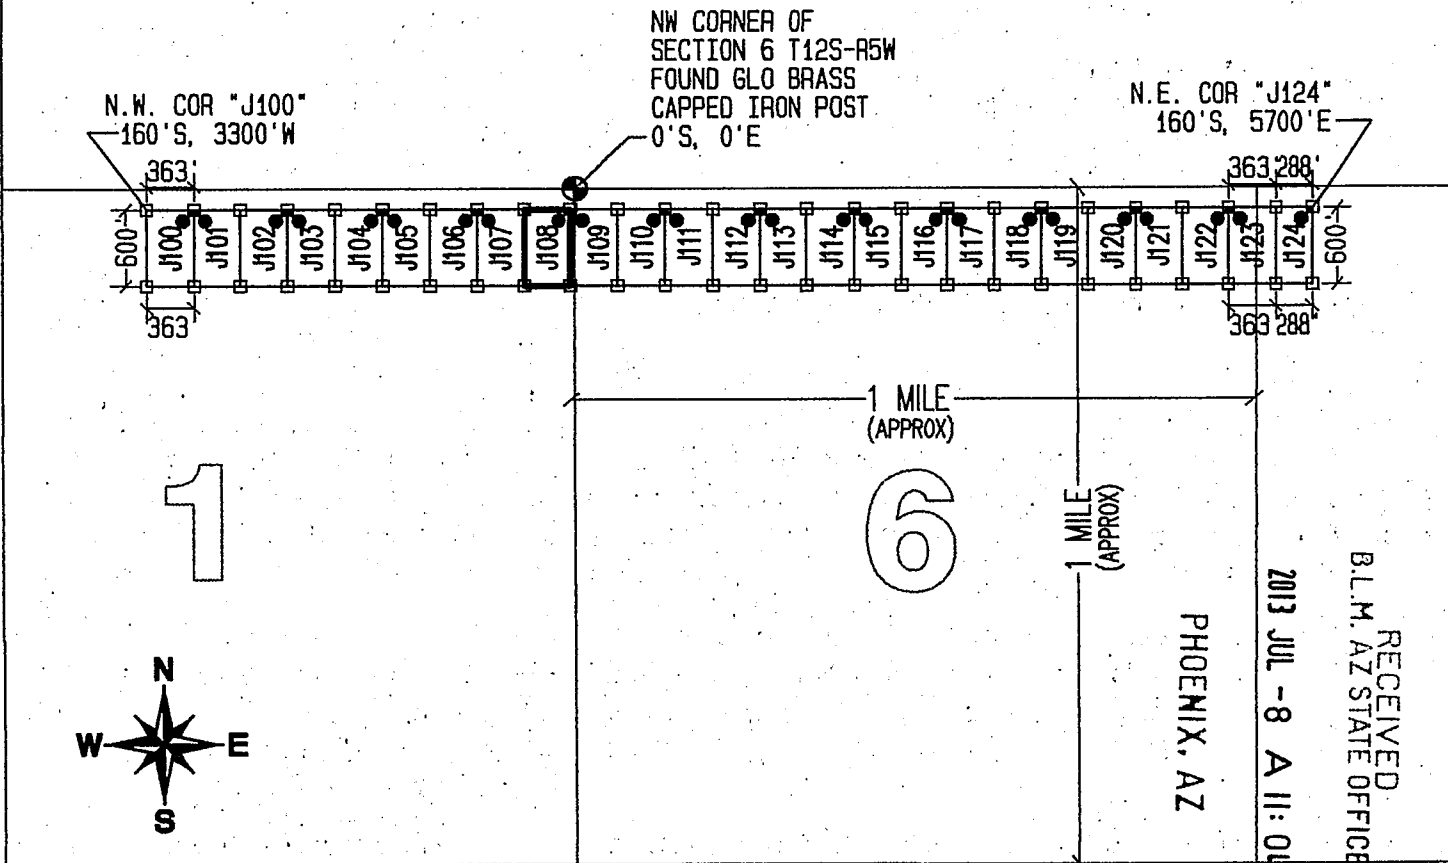 NW CORNER OF
SECTION 6 T12S-R5W
FOUND GLO BRASS
CAPPED IRON POST
0'S, 0'E
N.W. COR "J100"
160'S, 3300'W
N.E. COR "J124"
160'S, 5700'E
363'
363'
288'
600'
J100
J101
J102
J103
J104
J105
J106
J107
J108
J109
J110
J111
J112
J113
J114
J115
J116
J117
J118
J119
J120
J121
J122
J123
J124
600'
363
363
288'
1 MILE
(APPROX)
1
6
1 MILE
(APPROX)
N
W
E
S
RECEIVED
B.L.M. AZ STATE OFFICE
2013 JUL -8 A 11:
PHOENIX, AZ